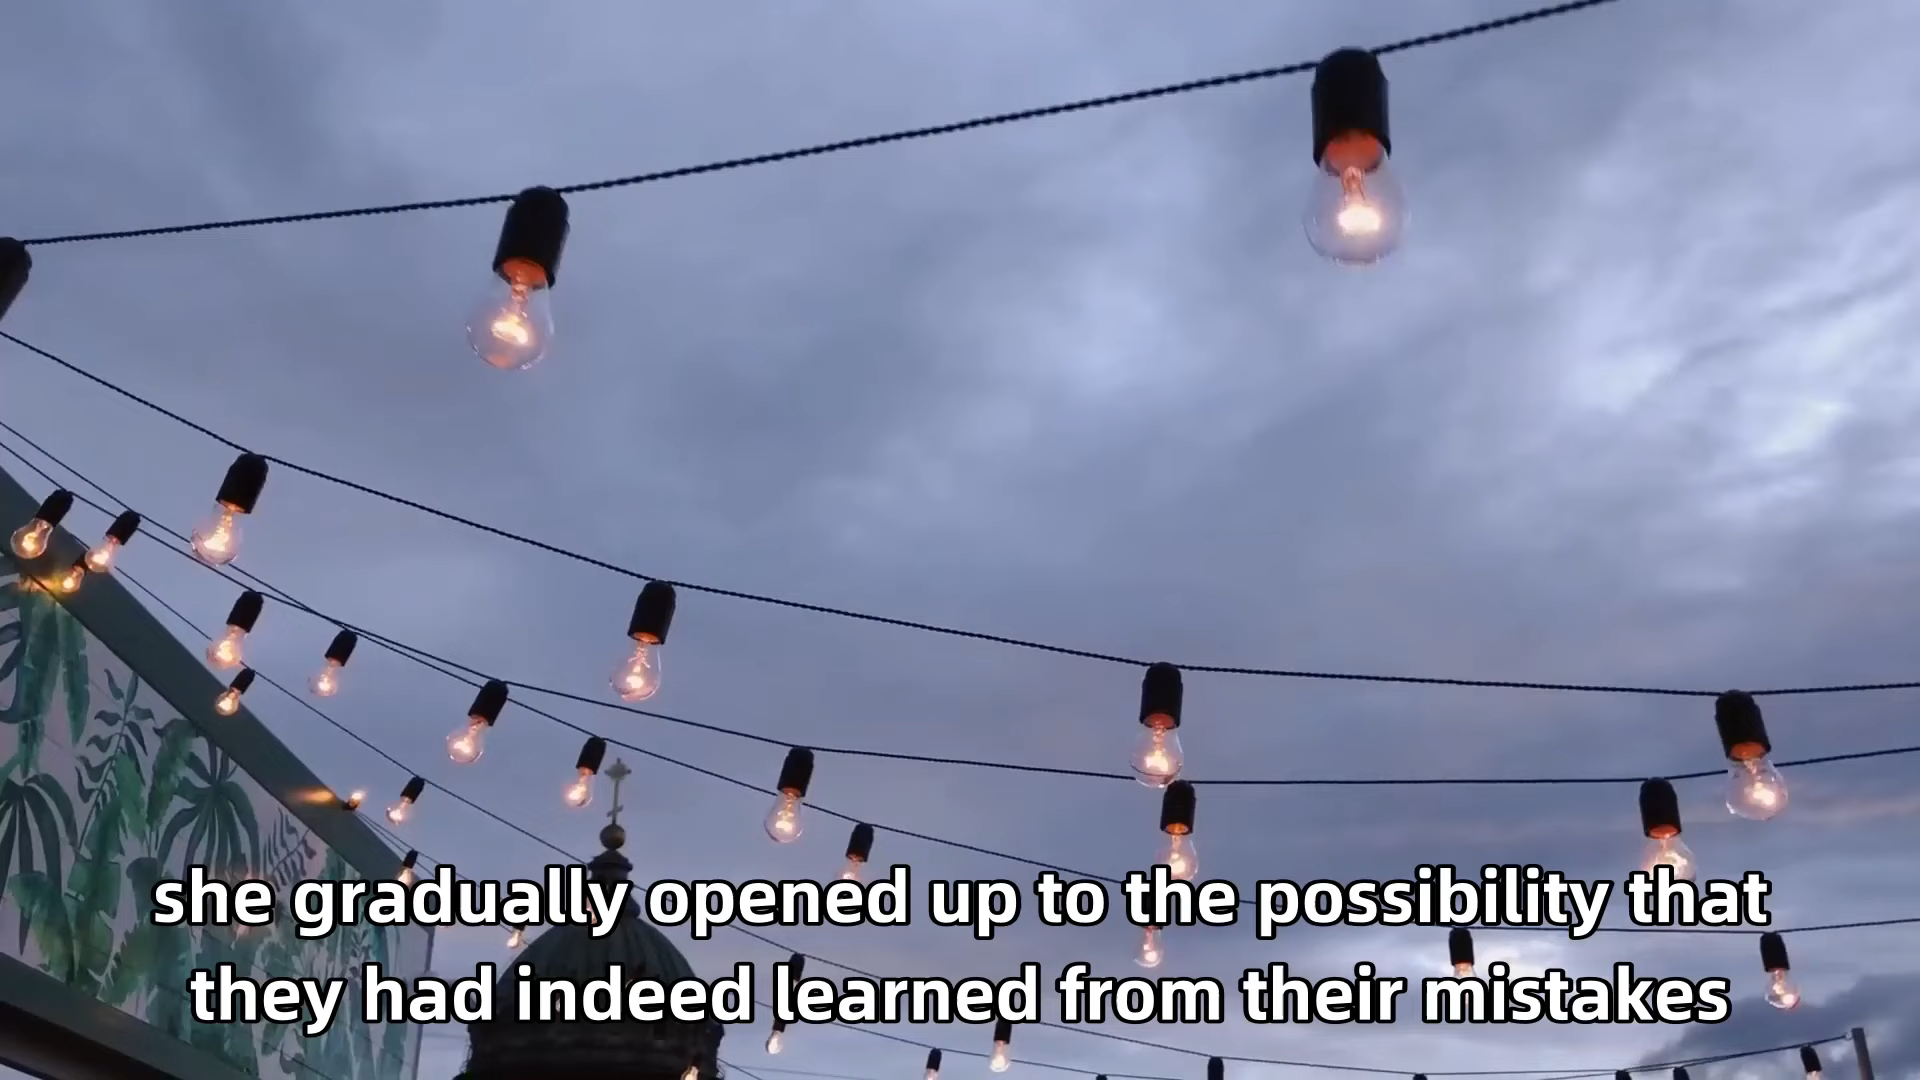 she gradually opened up to the possibility that
they had indeed learned from their mistakes